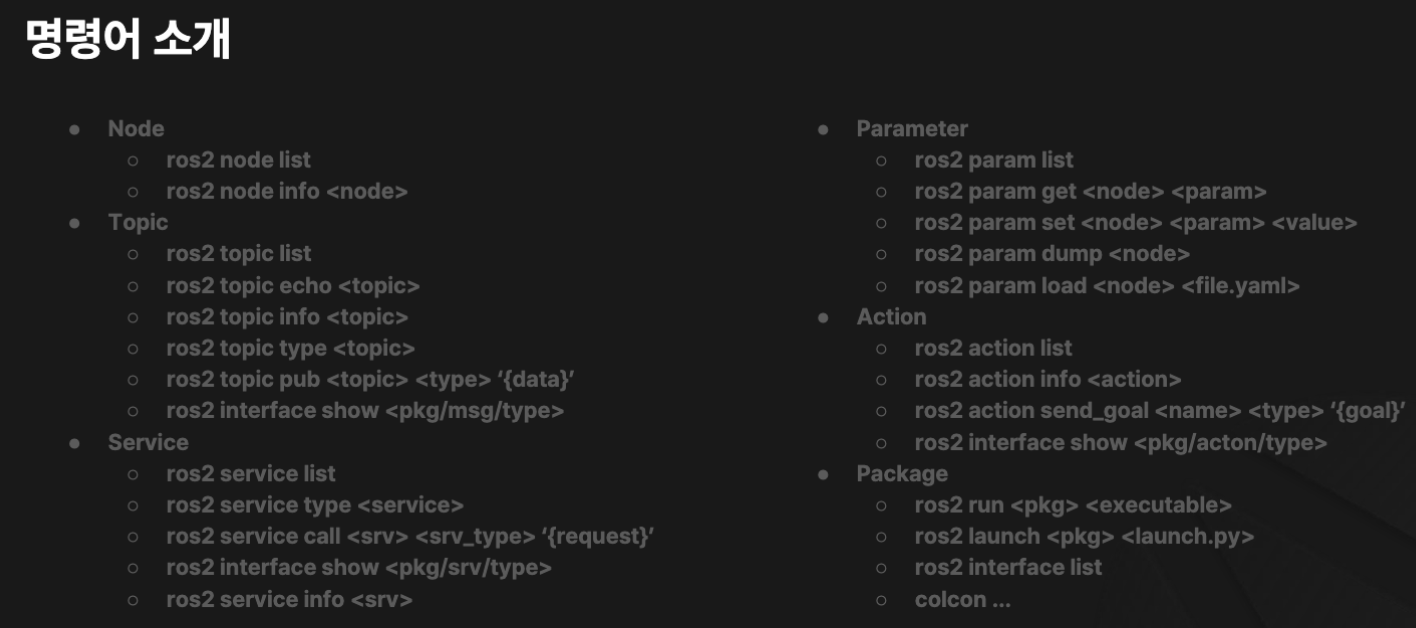 명령어 소개
● Node
○ ros2 node list
○ ros2 node info <node>
● Topic
○ ros2 topic list
○ ros2 topic echo <topic>
○ ros2 topic info <topic>
○ ros2 topic type <topic>
○ ros2 topic pub <topic> <type> ‘{data}’
○ ros2 interface show <pkg/msg/type>
● Service
○ ros2 service list
○ ros2 service type <service>
○ ros2 service call <srv> <srv_type> ‘{request}’
○ ros2 interface show <pkg/srv/type>
○ ros2 service info <srv>
● Parameter
○ ros2 param list
○ ros2 param get <node> <param>
○ ros2 param set <node> <param> <value>
○ ros2 param dump <node>
○ ros2 param load <node> <file.yaml>
● Action
○ ros2 action list
○ ros2 action info <action>
○ ros2 action send_goal <name> <type> ‘{goal}’
○ ros2 interface show <pkg/acton/type>
● Package
○ ros2 run <pkg> <executable>
○ ros2 launch <pkg> <launch.py>
○ ros2 interface list
○ colcon ...